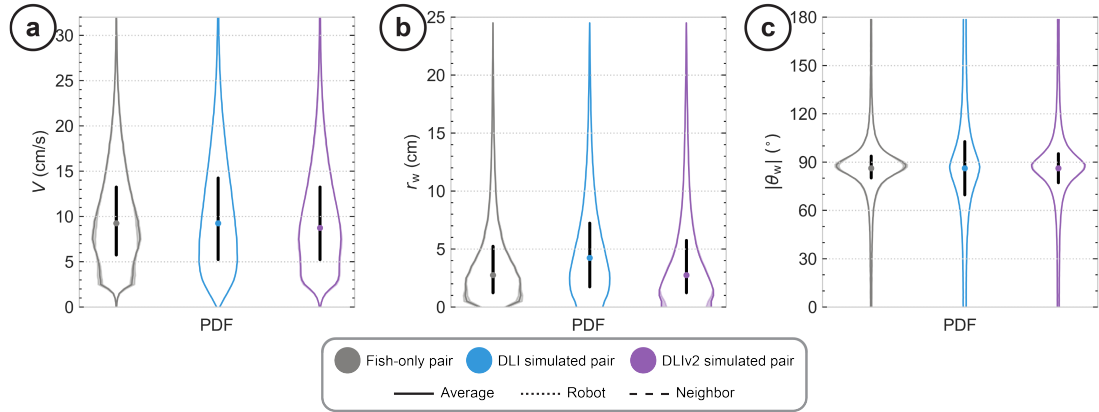 a
b
c
V (cm/s)
30
25
20
15
10
5
0
PDF
r_w (cm)
25
20
15
10
5
0
PDF
|θ_w| (°)
180
150
120
90
60
30
0
PDF
Fish-only pair
DLI simulated pair
DLIv2 simulated pair
Average
Robot
Neighbor